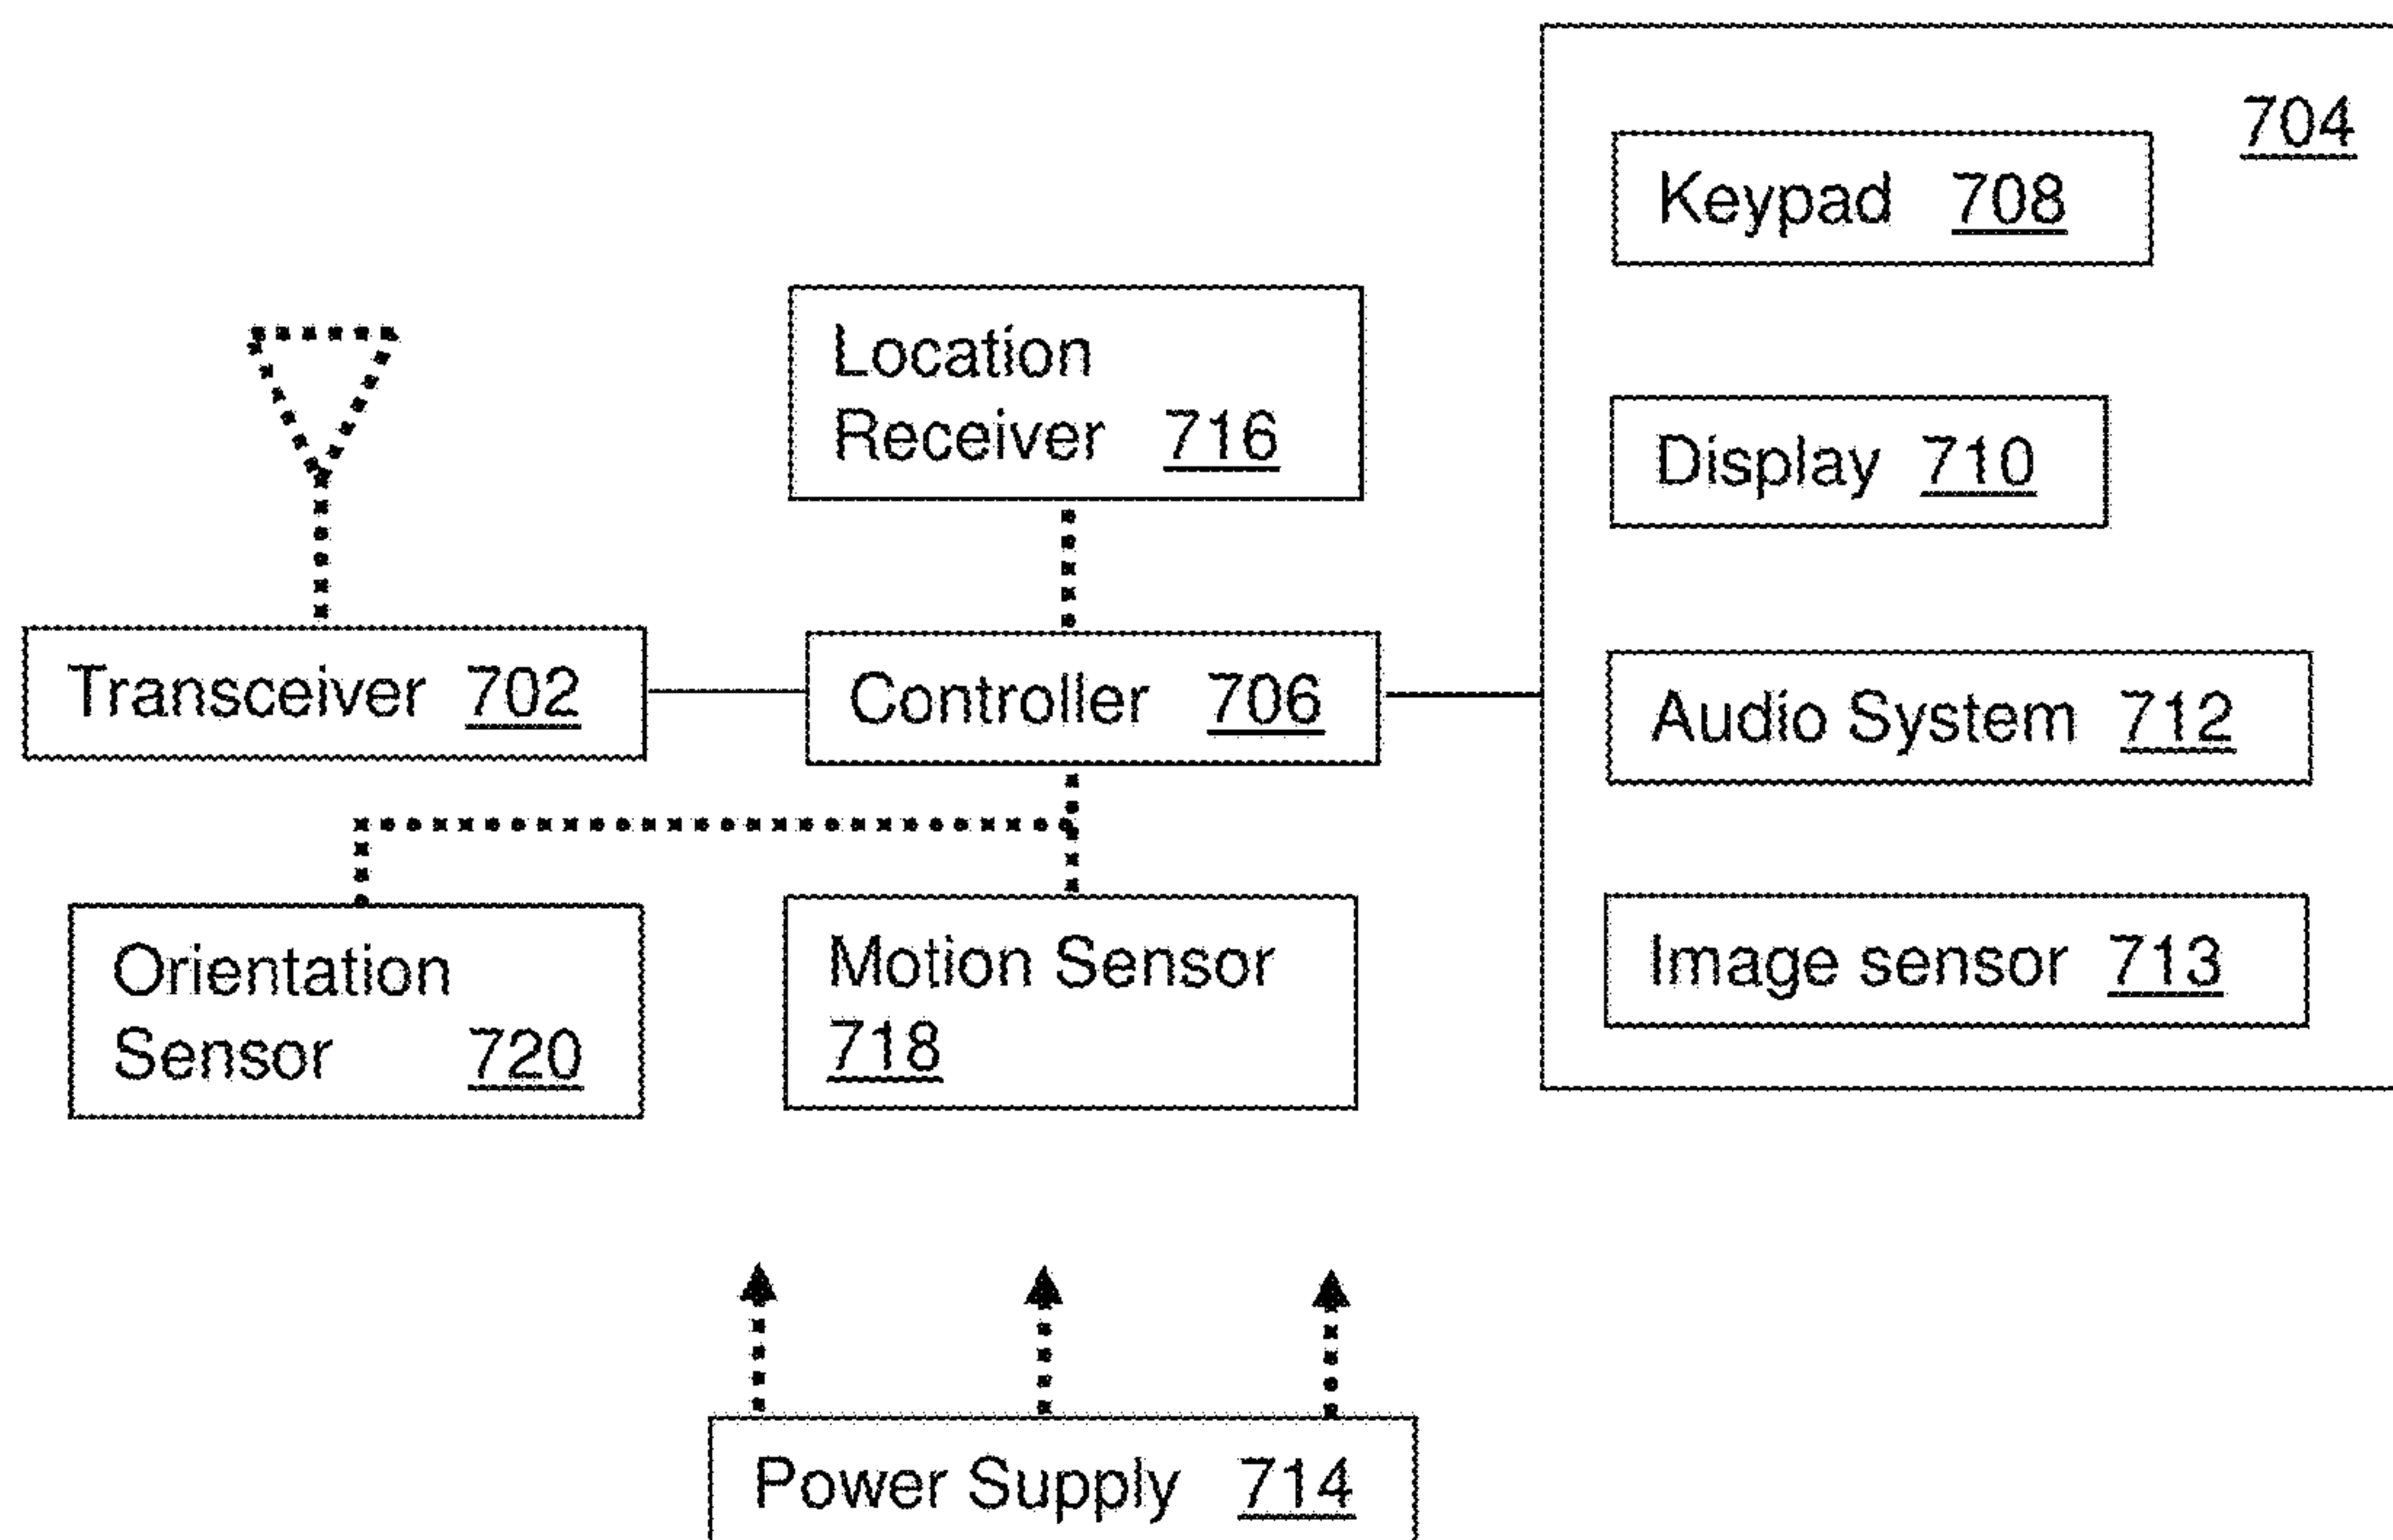 704
Keypad 708
Location
Receiver 716
Display 710
Transceiver 702
Controller 706
Audio System 712
Orientation
Sensor 720
Motion Sensor
718
Image sensor 713
Power Supply 714